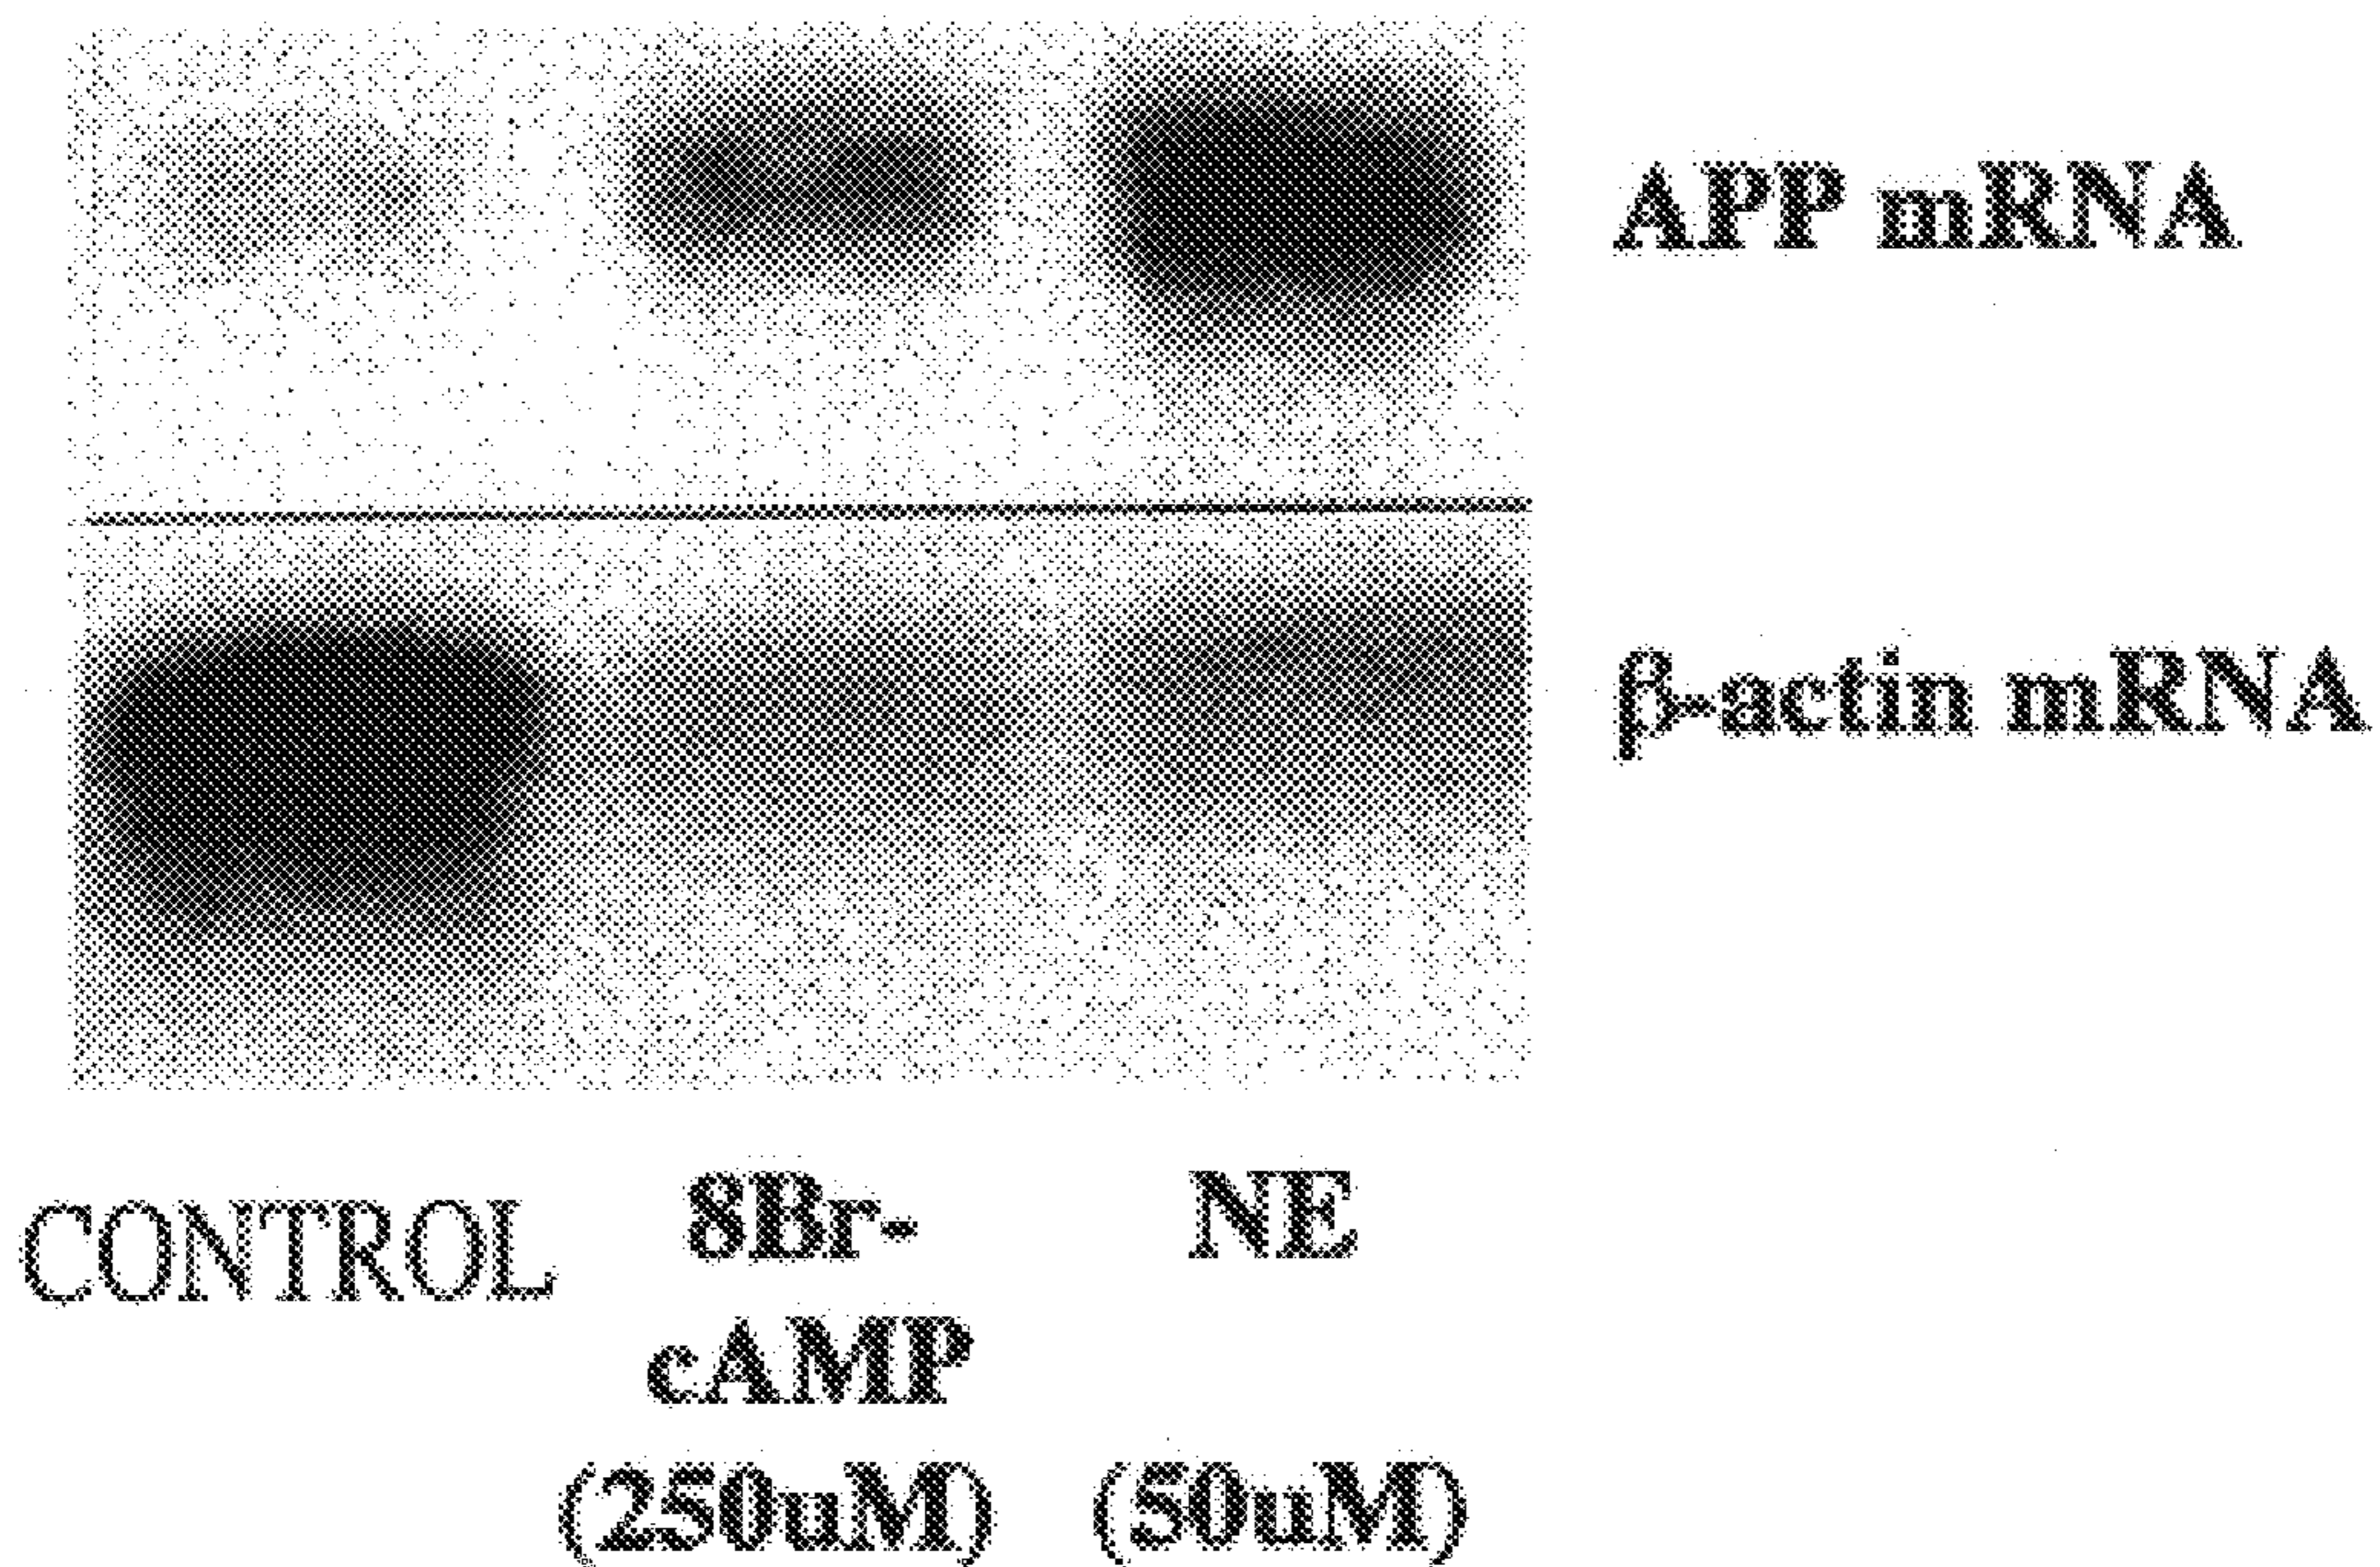 APP mRNA
β-actin mRNA
CONTROL
8Br-
cAMP
(250uM)
NE
(50uM)